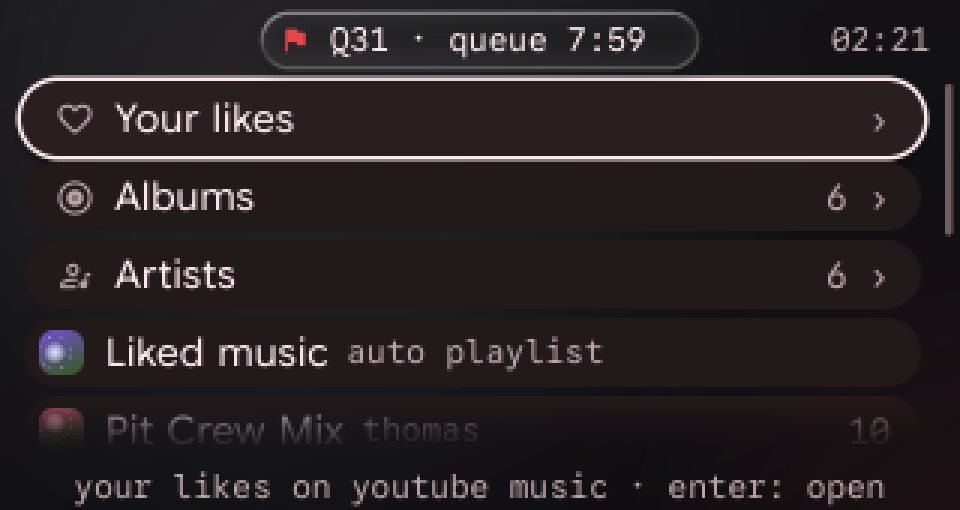 Q31 · queue 7:59
02:21
Your likes ›
Albums 6 ›
Artists 6 ›
Liked music auto playlist
Pit Crew Mix thomas 10
your likes on youtube music · enter: open